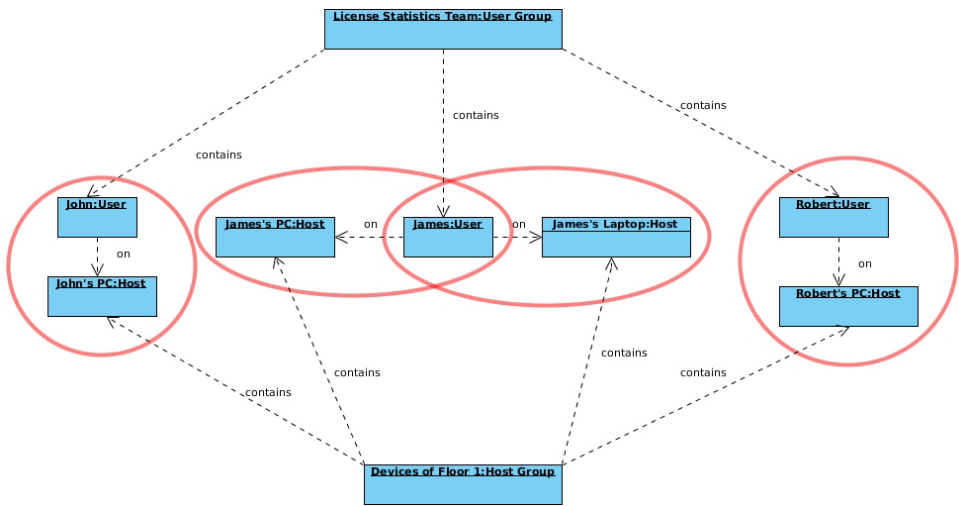 License Statistics Team:User Group
contains
contains
contains
John:User
James's PC:Host
on
James:User
on
James's Laptop:Host
Robert:User
on
on
John's PC:Host
Robert's PC:Host
contains
contains
contains
contains
Devices of Floor 1:Host Group